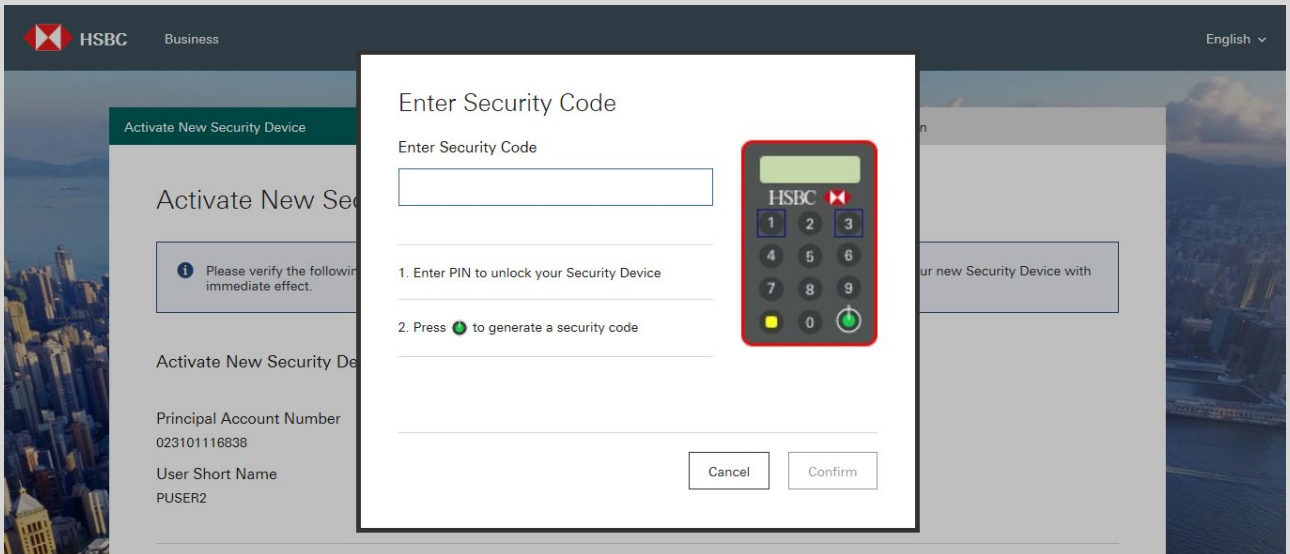 HSBC Business English
Activate New Security Device
Activate New Sec
Please verify the followin
immediate effect.
ur new Security Device with
Activate New Security De
Principal Account Number
023101116838
User Short Name
PUSER2
Enter Security Code
Enter Security Code
1. Enter PIN to unlock your Security Device
2. Press to generate a security code
HSBC
1 2 3
4 5 6
7 8 9
0
Cancel Confirm